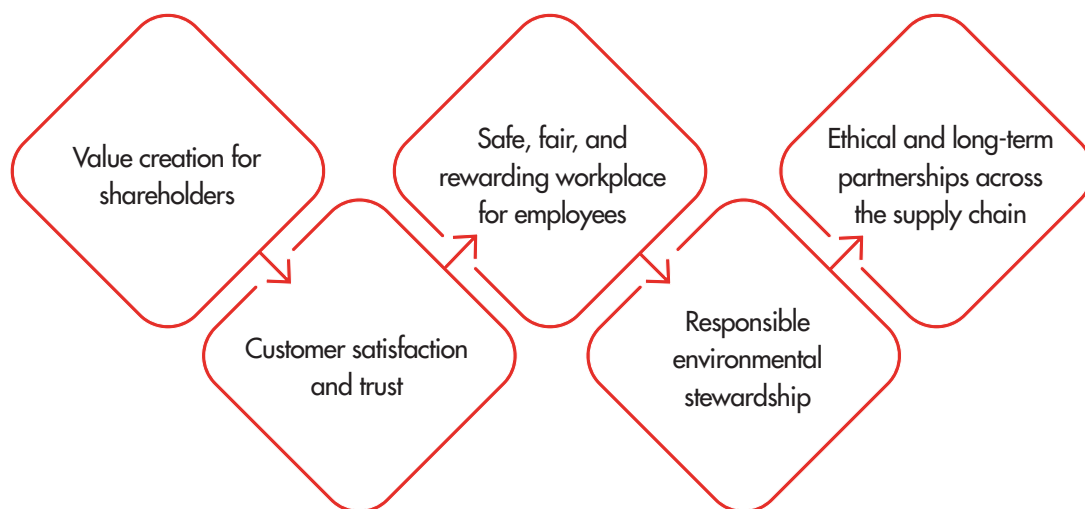 Value creation for
shareholders
Customer satisfaction
and trust
Safe, fair, and
rewarding workplace
for employees
Responsible
environmental
stewardship
Ethical and long-term
partnerships across
the supply chain